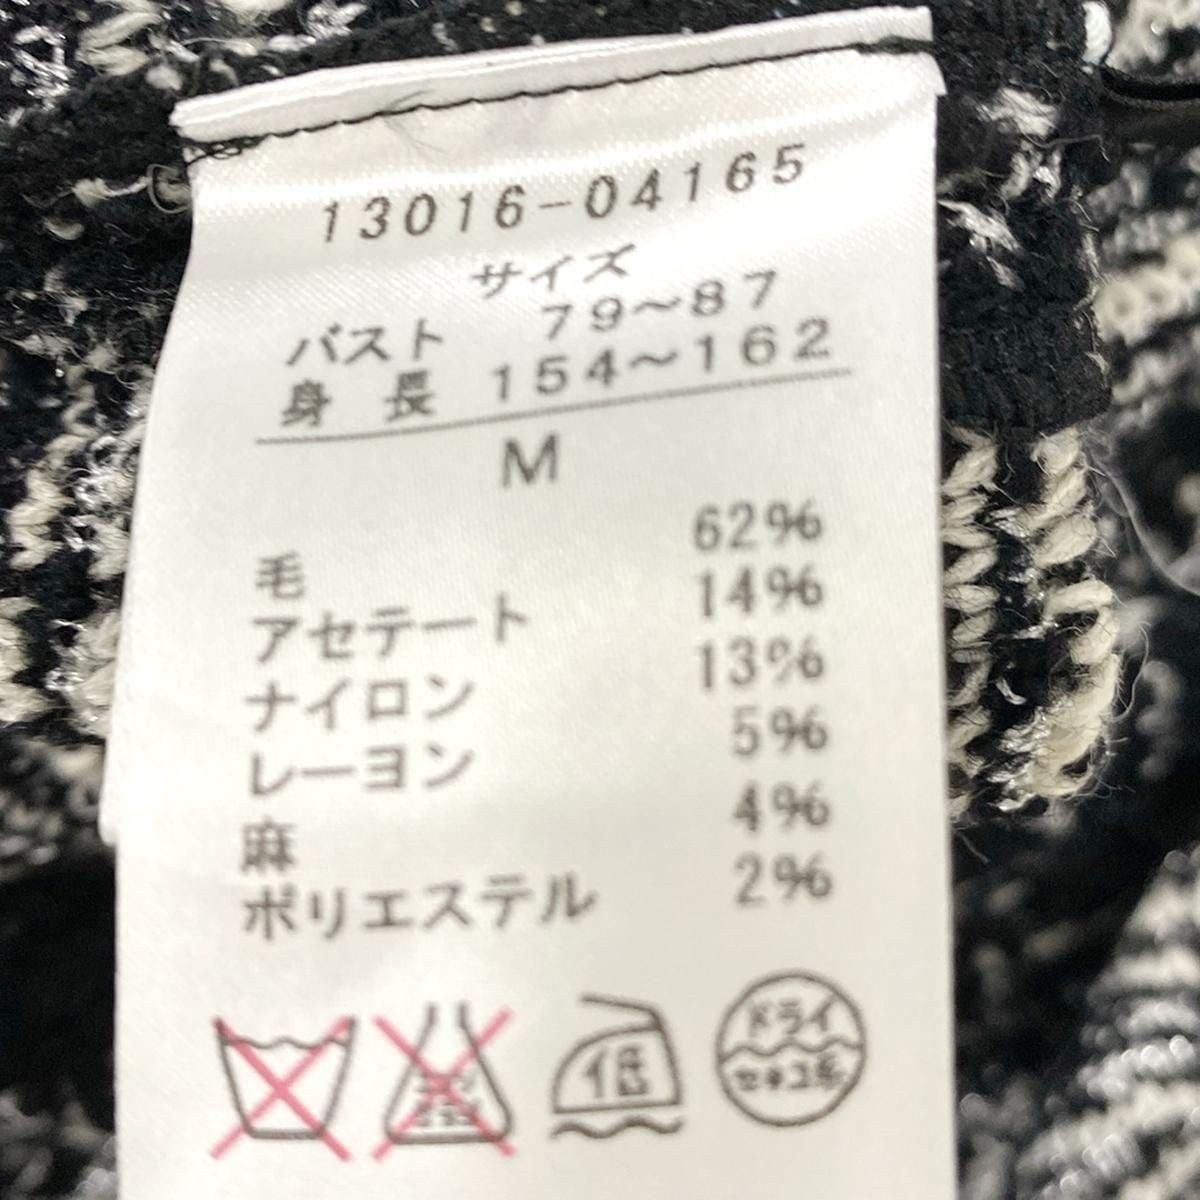 13016-04165
サイズ
バスト 79～87
身長 154～162
M
毛 62%
アセテート 14%
ナイロン 13%
レーヨン 5%
麻 4%
ポリエステル 2%
低
ドライ
セキユ系